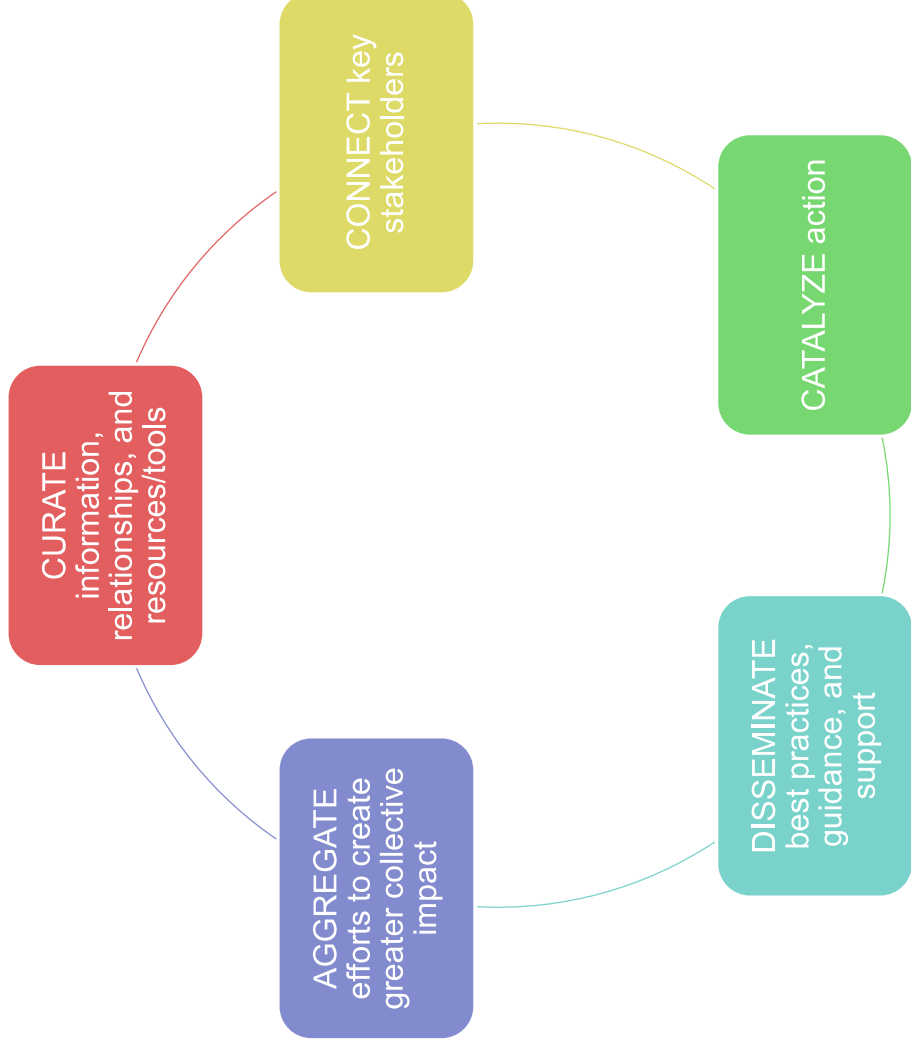 CURATE
information,
relationships, and
resources/tools
CONNECT key
stakeholders
CATALYZE action
DISSEMINATE
best practices,
guidance, and
support
AGGREGATE
efforts to create
greater collective
impact